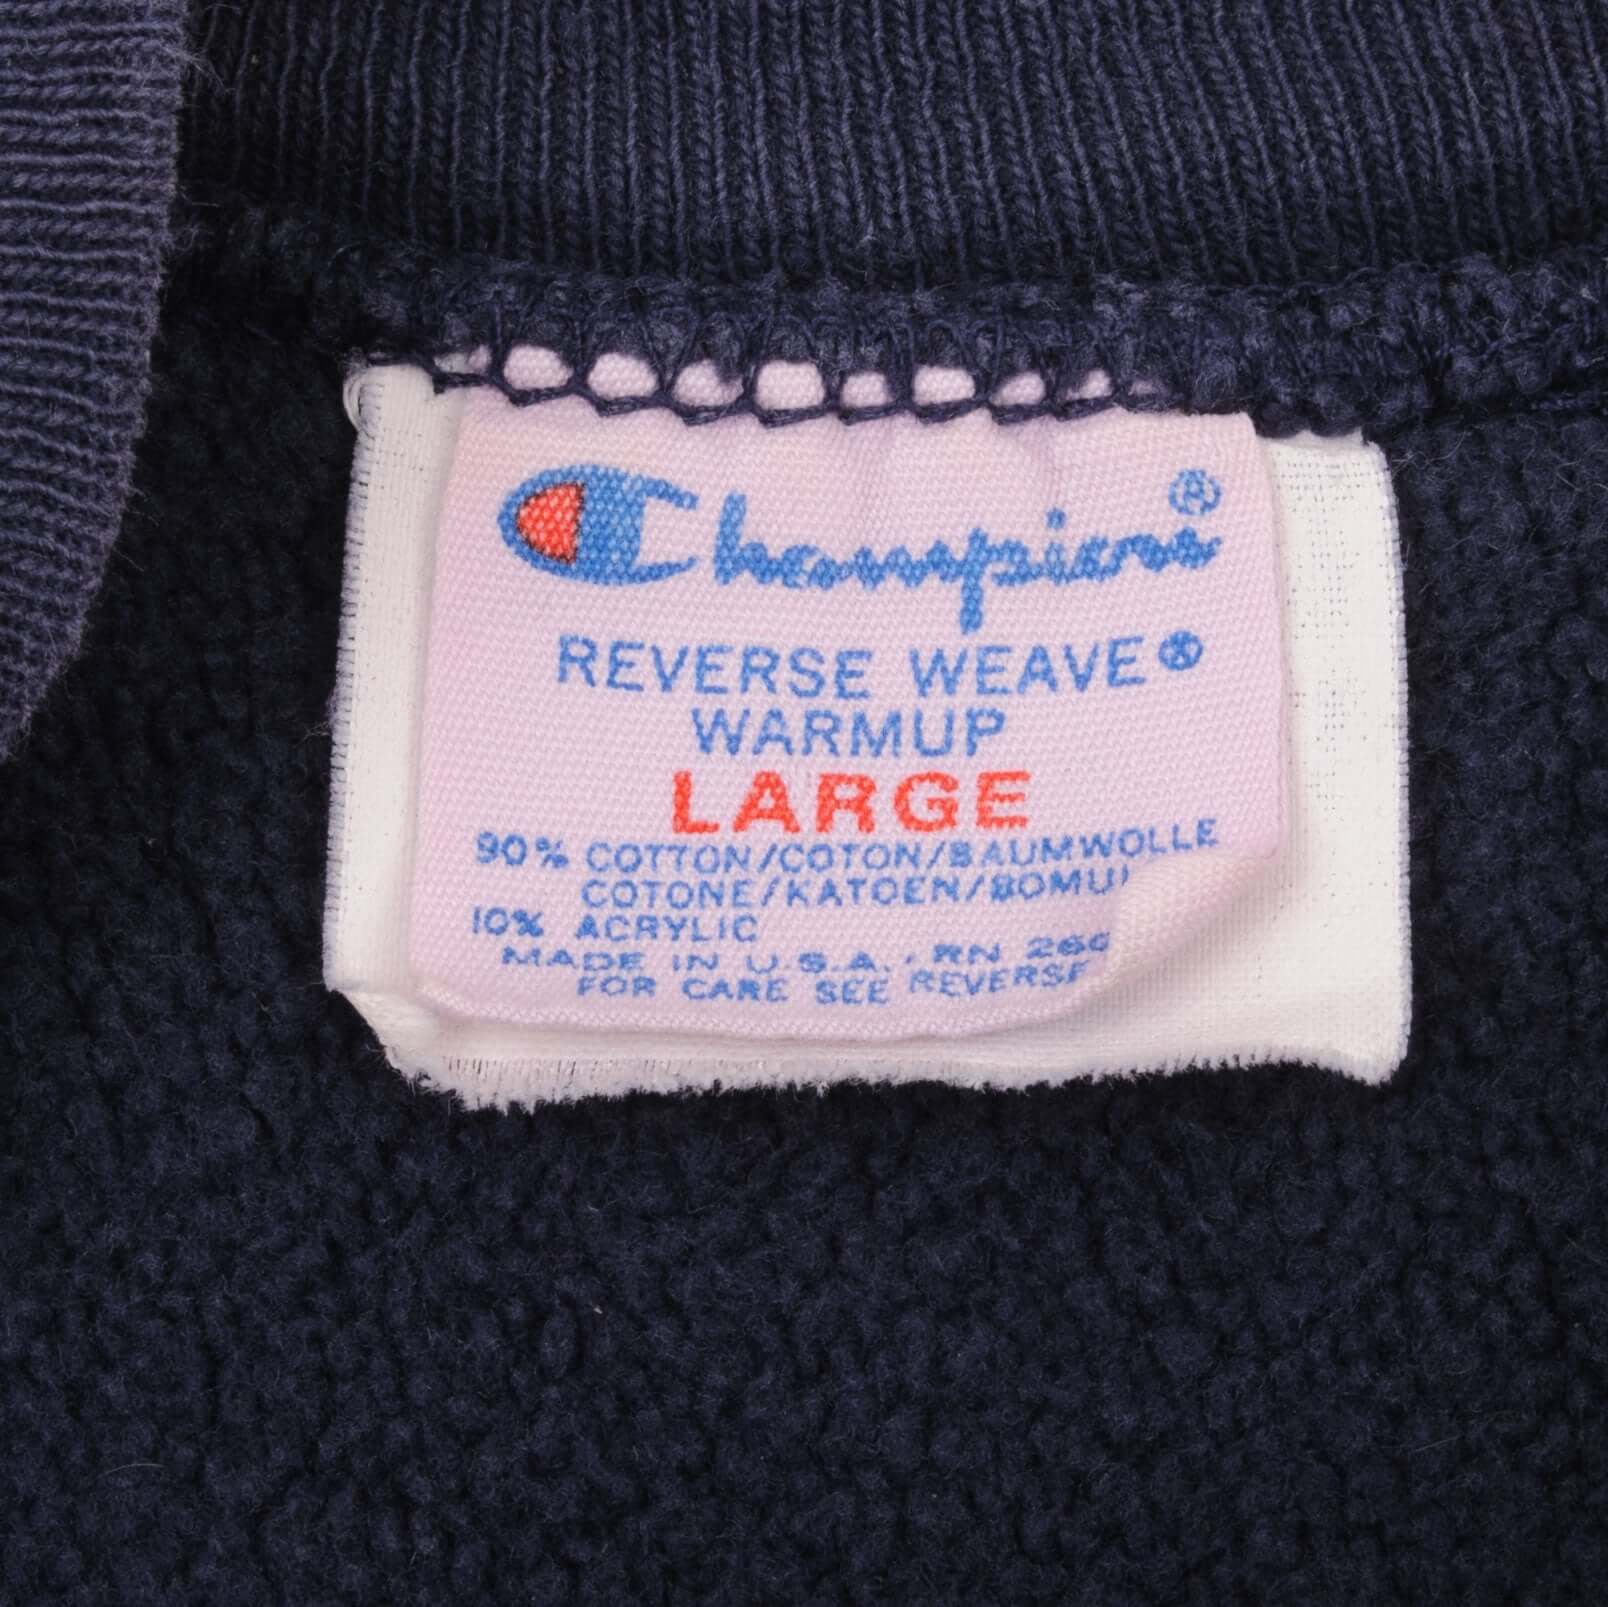 Champion®
REVERSE WEAVE®
WARMUP
LARGE
90% COTTON/COTON/BAUMWOLLE
COTONE/KATOEN/
10% ACRYLIC
MADE IN U.S.A. · RN
FOR CARE SEE REVERSE